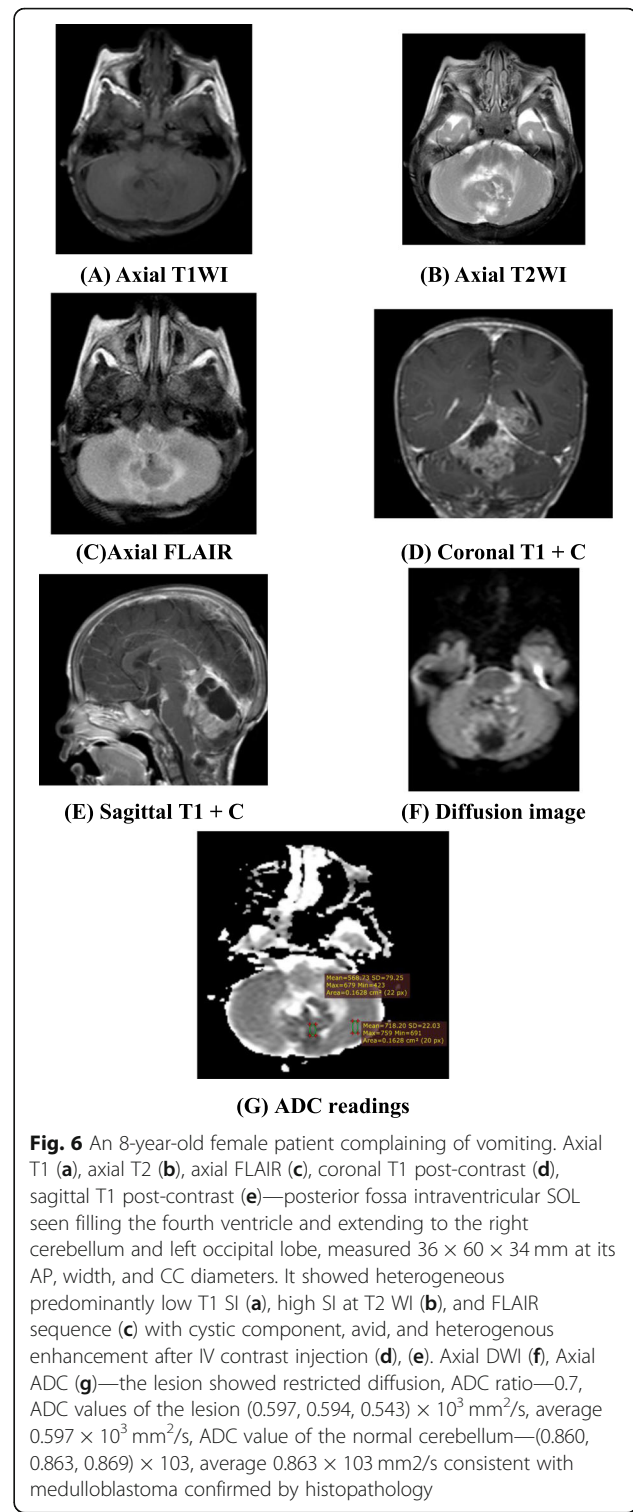 (A) Axial T1WI
(B) Axial T2WI
(C)Axial FLAIR
(D) Coronal T1 + C
(E) Sagittal T1 + C
(F) Diffusion image
Mean=566.73 SD=79.25
Max=679 Min=423
Area=0.1628 cm² (22 px)
Mean=718.20 SD=22.03
Max=759 Min=691
Area=0.1628 cm² (20 px)
(G) ADC readings
Fig. 6 An 8-year-old female patient complaining of vomiting. Axial
T1 (a), axial T2 (b), axial FLAIR (c), coronal T1 post-contrast (d),
sagittal T1 post-contrast (e)—posterior fossa intraventricular SOL
seen filling the fourth ventricle and extending to the right
cerebellum and left occipital lobe, measured 36 × 60 × 34 mm at its
AP, width, and CC diameters. It showed heterogeneous
predominantly low T1 SI (a), high SI at T2 WI (b), and FLAIR
sequence (c) with cystic component, avid, and heterogenous
enhancement after IV contrast injection (d), (e). Axial DWI (f), Axial
ADC (g)—the lesion showed restricted diffusion, ADC ratio—0.7,
ADC values of the lesion (0.597, 0.594, 0.543) × 10³ mm²/s, average
0.597 × 10³ mm²/s, ADC value of the normal cerebellum—(0.860,
0.863, 0.869) × 103, average 0.863 × 103 mm2/s consistent with
medulloblastoma confirmed by histopathology